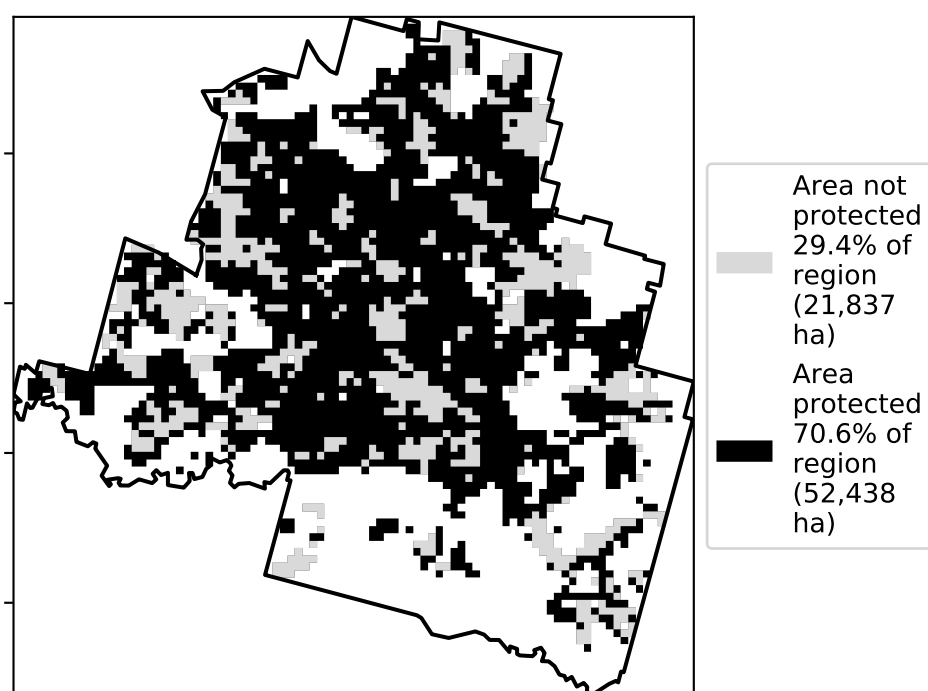 Area not
protected
29.4% of
region
(21,837
ha)
Area
protected
70.6% of
region
(52,438
ha)